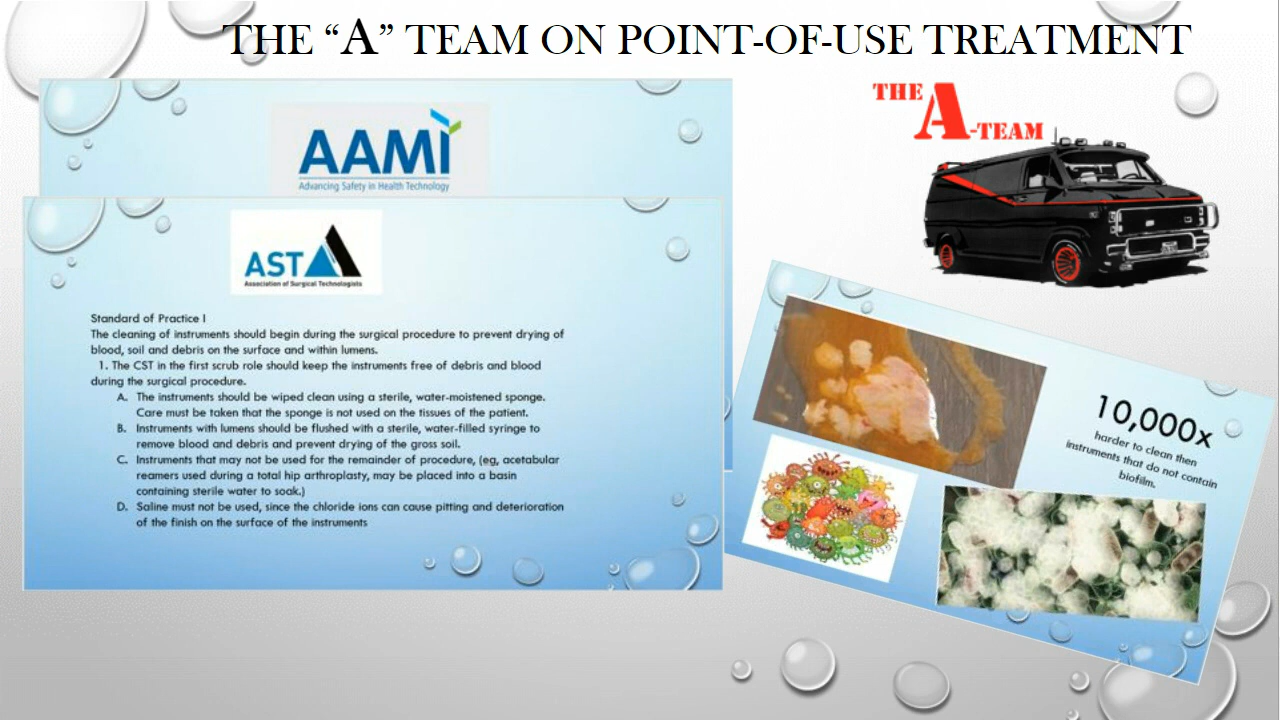 THE “A” TEAM ON POINT-OF-USE TREATMENT
AAMI
Advancing Safety in Health Technology
AST
Association of Surgical Technologists
Standard of Practice I
The cleaning of instruments should begin during the surgical procedure to prevent drying of
blood, soil and debris on the surface and within lumens.
1. The CST in the first scrub role should keep the instruments free of debris and blood
during the surgical procedure.
A. The instruments should be wiped clean using a sterile, water-moistened sponge.
Care must be taken that the sponge is not used on the tissues of the patient.
B. Instruments with lumens should be flushed with a sterile, water-filled syringe to
remove blood and debris and prevent drying of the gross soil.
C. Instruments that may not be used for the remainder of procedure, (eg, acetabular
reamers used during a total hip arthroplasty, may be placed into a basin
containing sterile water to soak.)
D. Saline must not be used, since the chloride ions can cause pitting and deterioration
of the finish on the surface of the instruments
THE
A-TEAM
10,000x
harder to clean then
instruments that do not contain
biofilm.